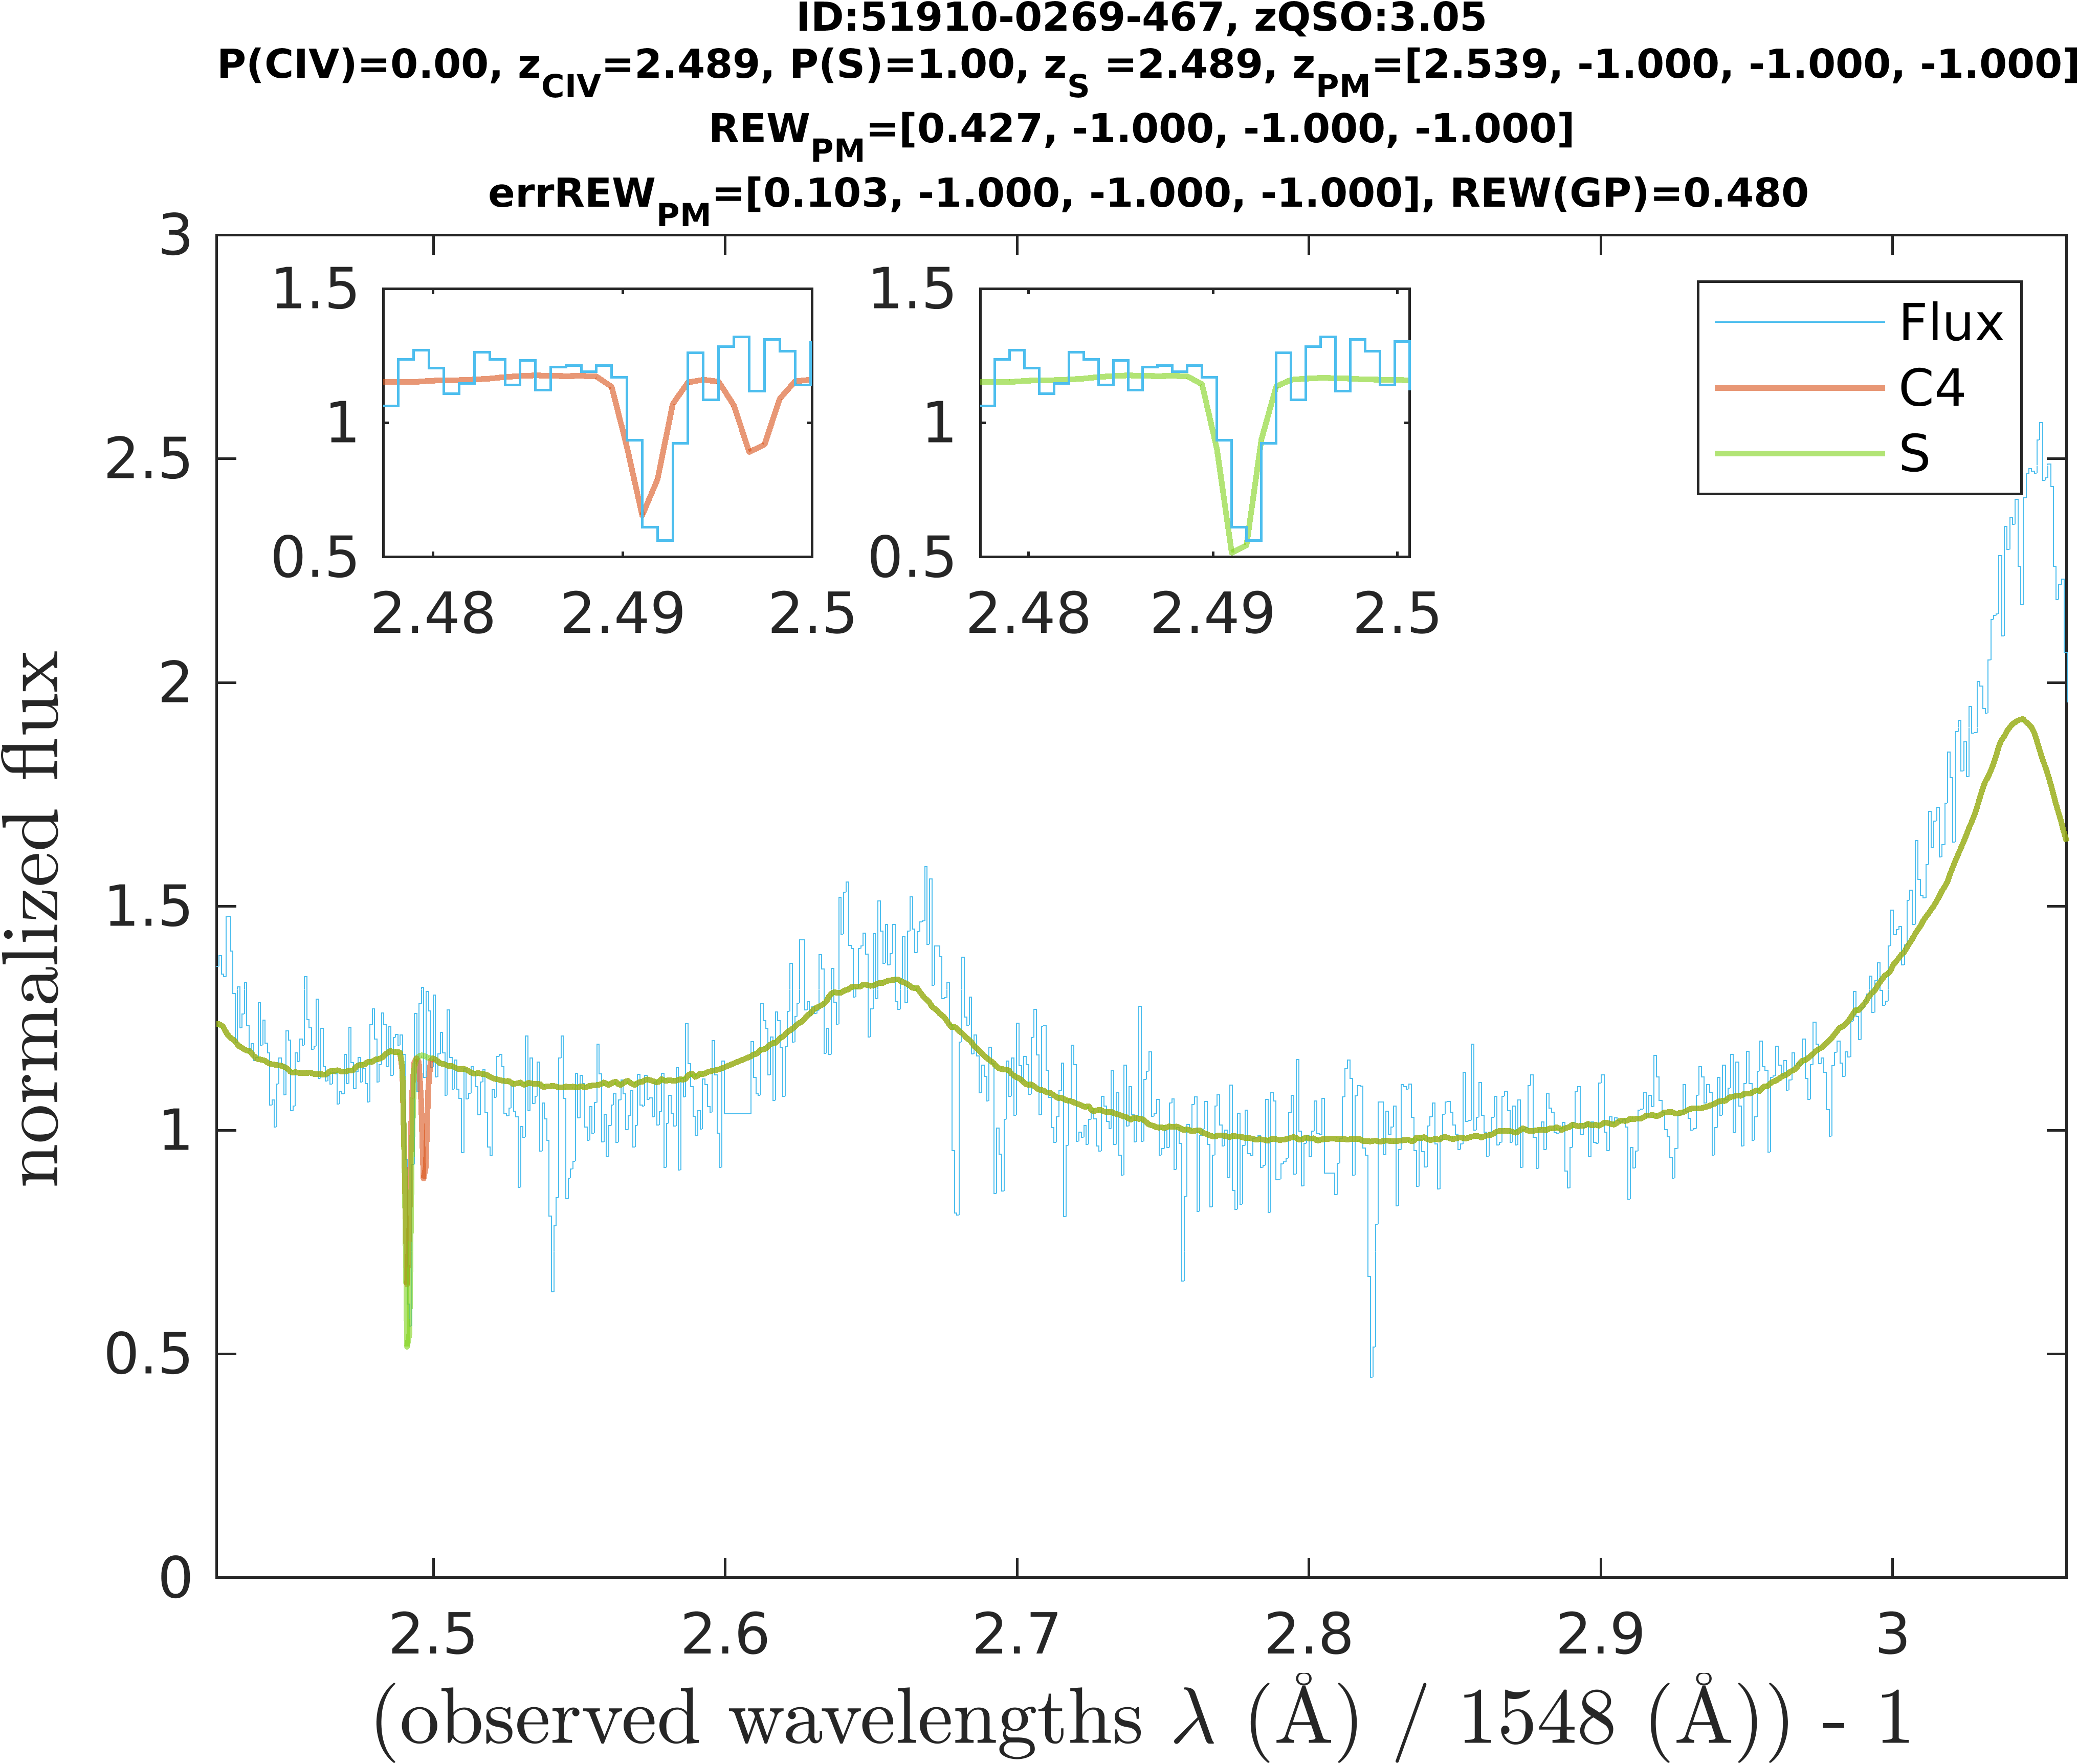 ID:51910-0269-467, zQSO:3.05
P(CIV)=0.00, zCIV=2.489, P(S)=1.00, zS =2.489, zPM=[2.539, -1.000, -1.000, -1.000]
REWPM=[0.427, -1.000, -1.000, -1.000]
errREWPM=[0.103, -1.000, -1.000, -1.000], REW(GP)=0.480
3
2.5
2
1.5
1
0.5
0
normalized flux
1.5
1
0.5
2.48 2.49 2.5
1.5
1
0.5
2.48 2.49 2.5
Flux
C4
S
2.5 2.6 2.7 2.8 2.9 3
(observed wavelengths λ (Å) / 1548 (Å)) - 1